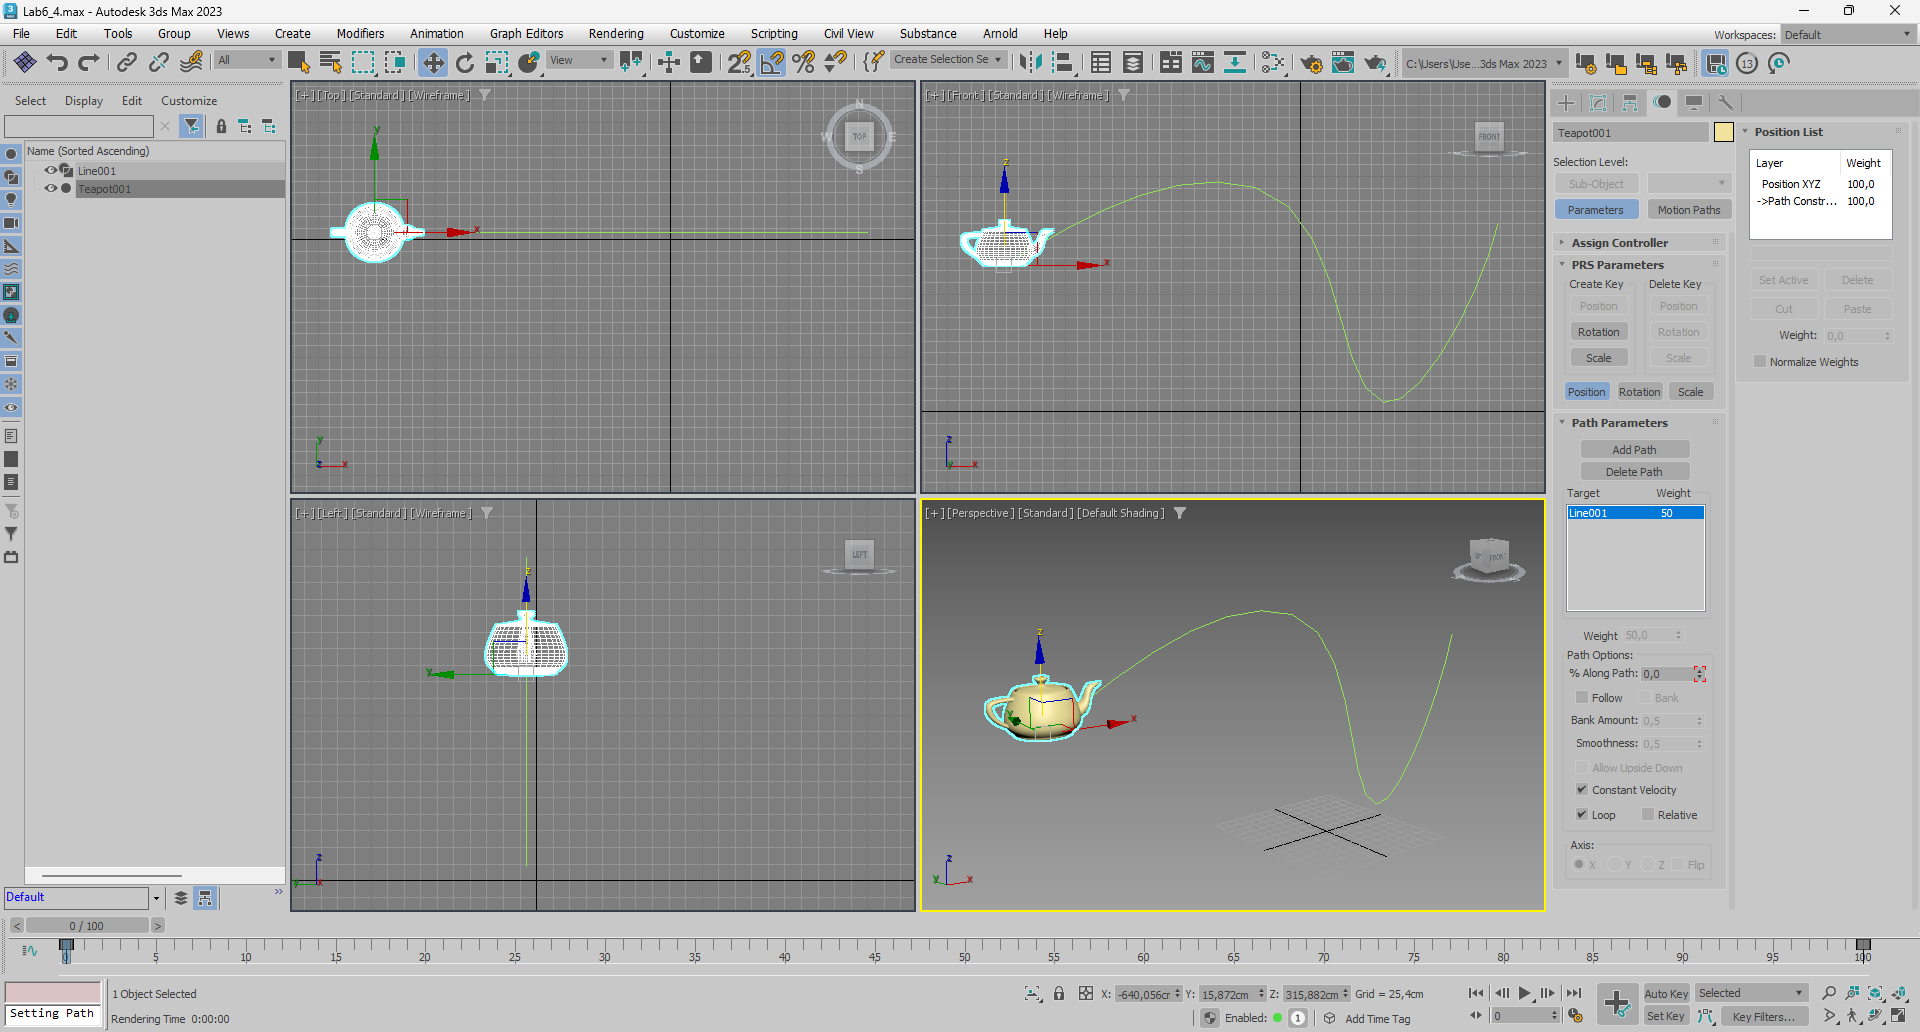 Lab6_4.max - Autodesk 3ds Max 2023
File Edit Tools Group Views Create Modifiers Animation Graph Editors Rendering Customize Scripting Civil View Substance Arnold Help
Workspaces: Default
All View Create Selection Se C:\Users\Use...3ds Max 2023 13
Select Display Edit Customize
Name (Sorted Ascending)
Line001
Teapot001
Default
[+] [Top] [Standard] [Wireframe]
N
W TOP E
S
y
x
y
z x
[+] [Front] [Standard] [Wireframe]
FRONT
z
x
z
y x
[+] [Left] [Standard] [Wireframe]
LEFT
z
y
z
y x
[+] [Perspective] [Standard] [Default Shading]
FRONT
z
y x
z
y x
Teapot001
Selection Level:
Sub-Object
Parameters Motion Paths
Assign Controller
PRS Parameters
Create Key Delete Key
Position Position
Rotation Rotation
Scale Scale
Position Rotation Scale
Path Parameters
Add Path
Delete Path
Target Weight
Line001 50
Weight 50,0
Path Options:
% Along Path: 0,0
Follow Bank
Bank Amount: 0,5
Smoothness: 0,5
Allow Upside Down
Constant Velocity
Loop Relative
Axis:
X Y Z Flip
Position List
Layer Weight
Position XYZ 100,0
->Path Constr... 100,0
Set Active Delete
Cut Paste
Weight: 0,0
Normalize Weights
< 0 / 100 >
0 5 10 15 20 25 30 35 40 45 50 55 60 65 70 75 80 85 90 95 100
1 Object Selected
X: -640,056cm Y: 15,872cm Z: 315,882cm Grid = 25,4cm
Auto Key Selected
Setting Path
Rendering Time 0:00:00
Enabled: 1 Add Time Tag
0
Set Key Key Filters...